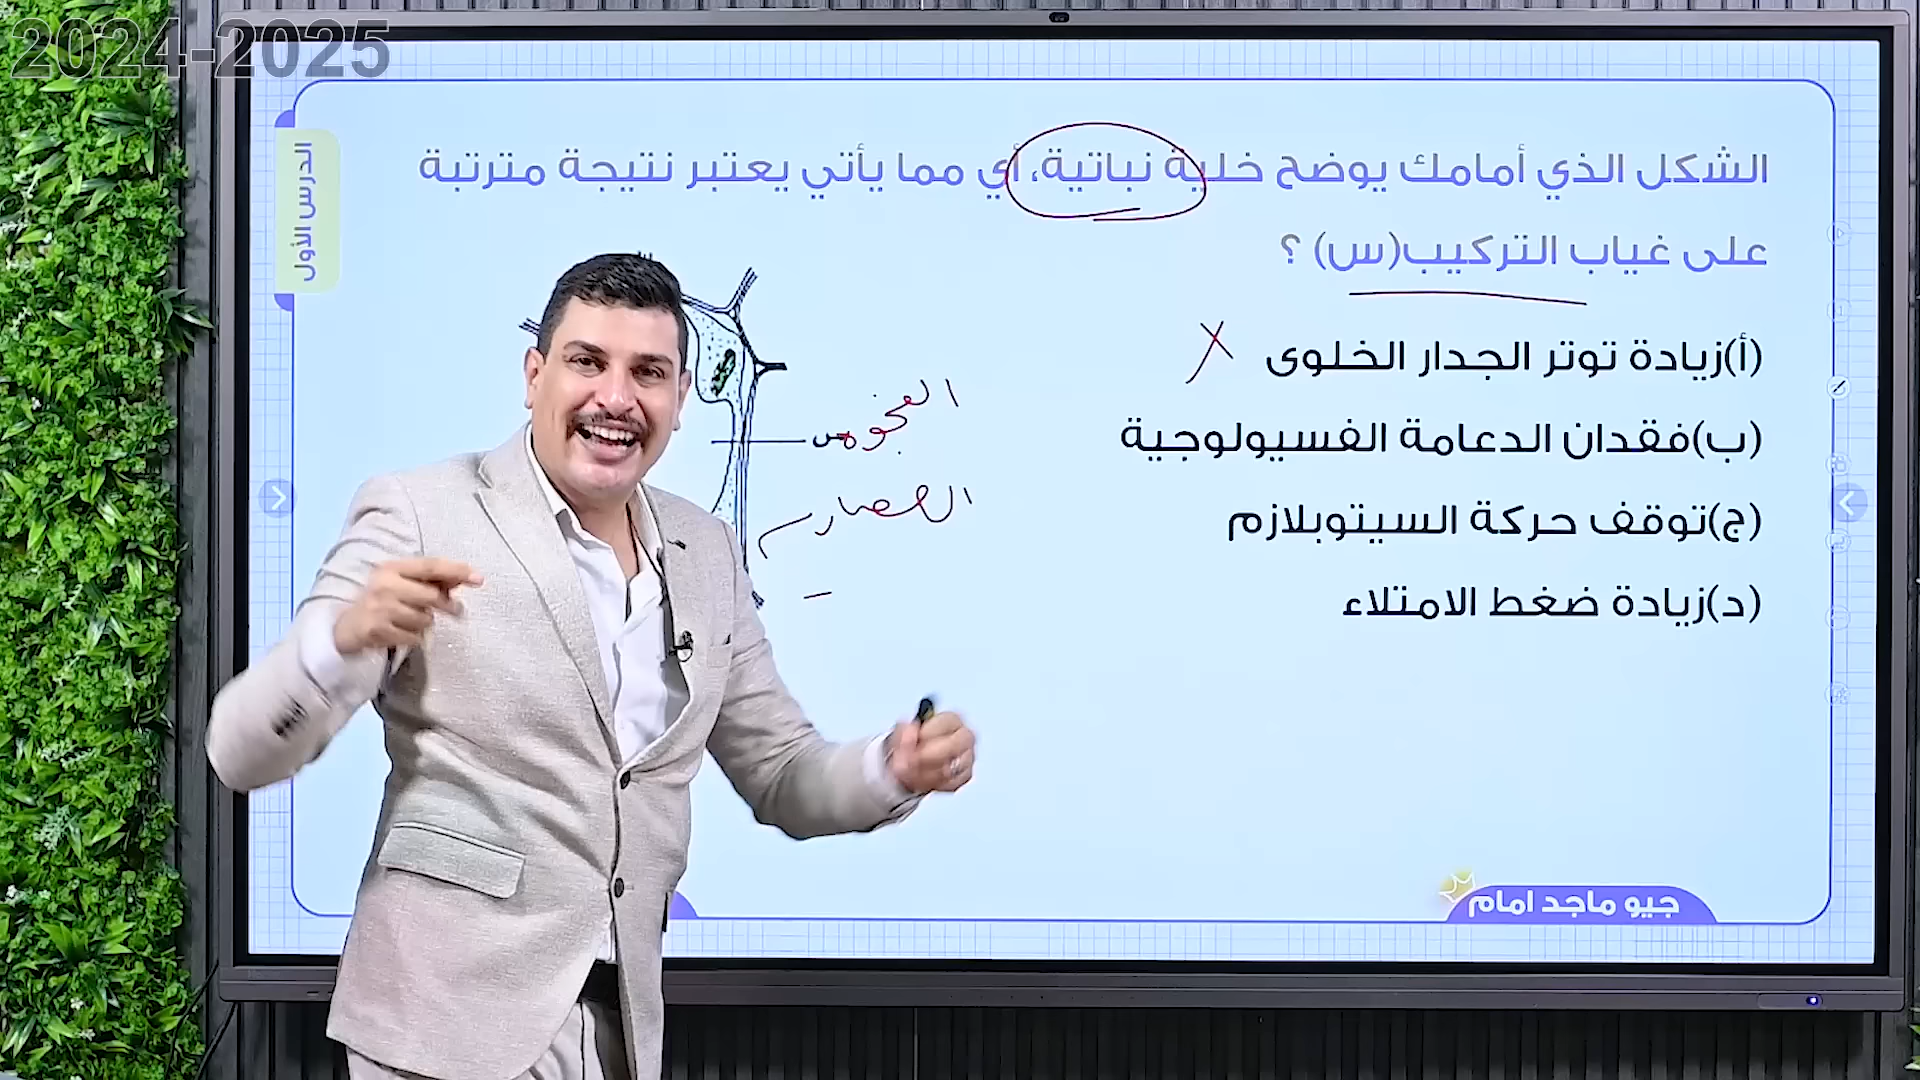 2024-2025
الدرس الأول
الشكل الذي أمامك يوضح خلية نباتية، أي مما يأتي يعتبر نتيجة مترتبة
على غياب التركيب(س) ؟
(أ)زيادة توتر الجدار الخلوى
(ب)فقدان الدعامة الفسيولوجية
(ج)توقف حركة السيتوبلازم
(د)زيادة ضغط الامتلاء
س
جيو ماجد امام